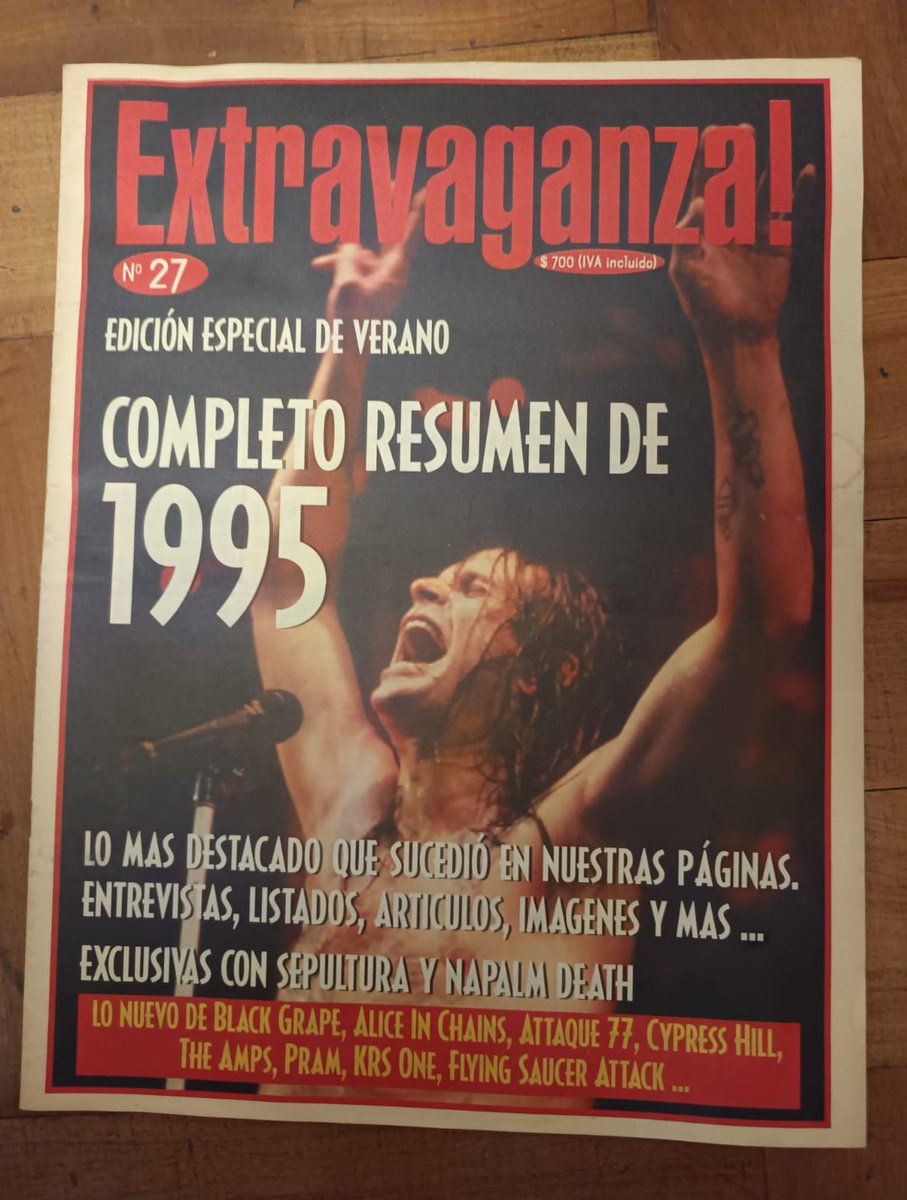 Extravaganza!
Nº 27
$ 700 (IVA incluido)
EDICIÓN ESPECIAL DE VERANO
COMPLETO RESUMEN DE
1995
LO MAS DESTACADO QUE SUCEDIÓ EN NUESTRAS PÁGINAS.
ENTREVISTAS, LISTADOS, ARTICULOS, IMAGENES Y MAS ...
EXCLUSIVAS CON SEPULTURA Y NAPALM DEATH
LO NUEVO DE BLACK GRAPE, ALICE IN CHAINS, ATTAQUE 77, CYPRESS HILL,
THE AMPS, PRAM, KRS ONE, FLYING SAUCER ATTACK ...